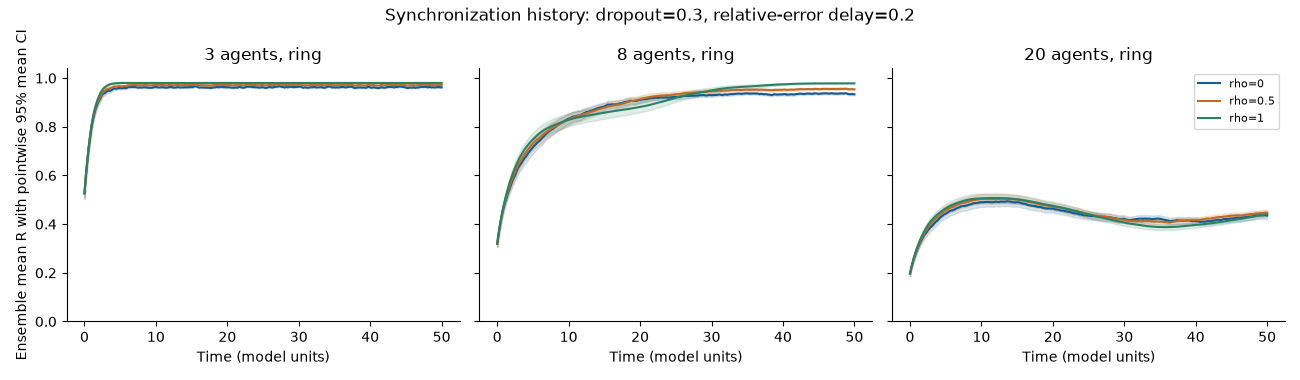 Synchronization history: dropout=0.3, relative-error delay=0.2
Ensemble mean R with pointwise 95% mean CI
3 agents, ring
1.0
0.8
0.6
0.4
0.2
0.0
0 10 20 30 40 50
Time (model units)
8 agents, ring
0 10 20 30 40 50
Time (model units)
20 agents, ring
rho=0
rho=0.5
rho=1
0 10 20 30 40 50
Time (model units)